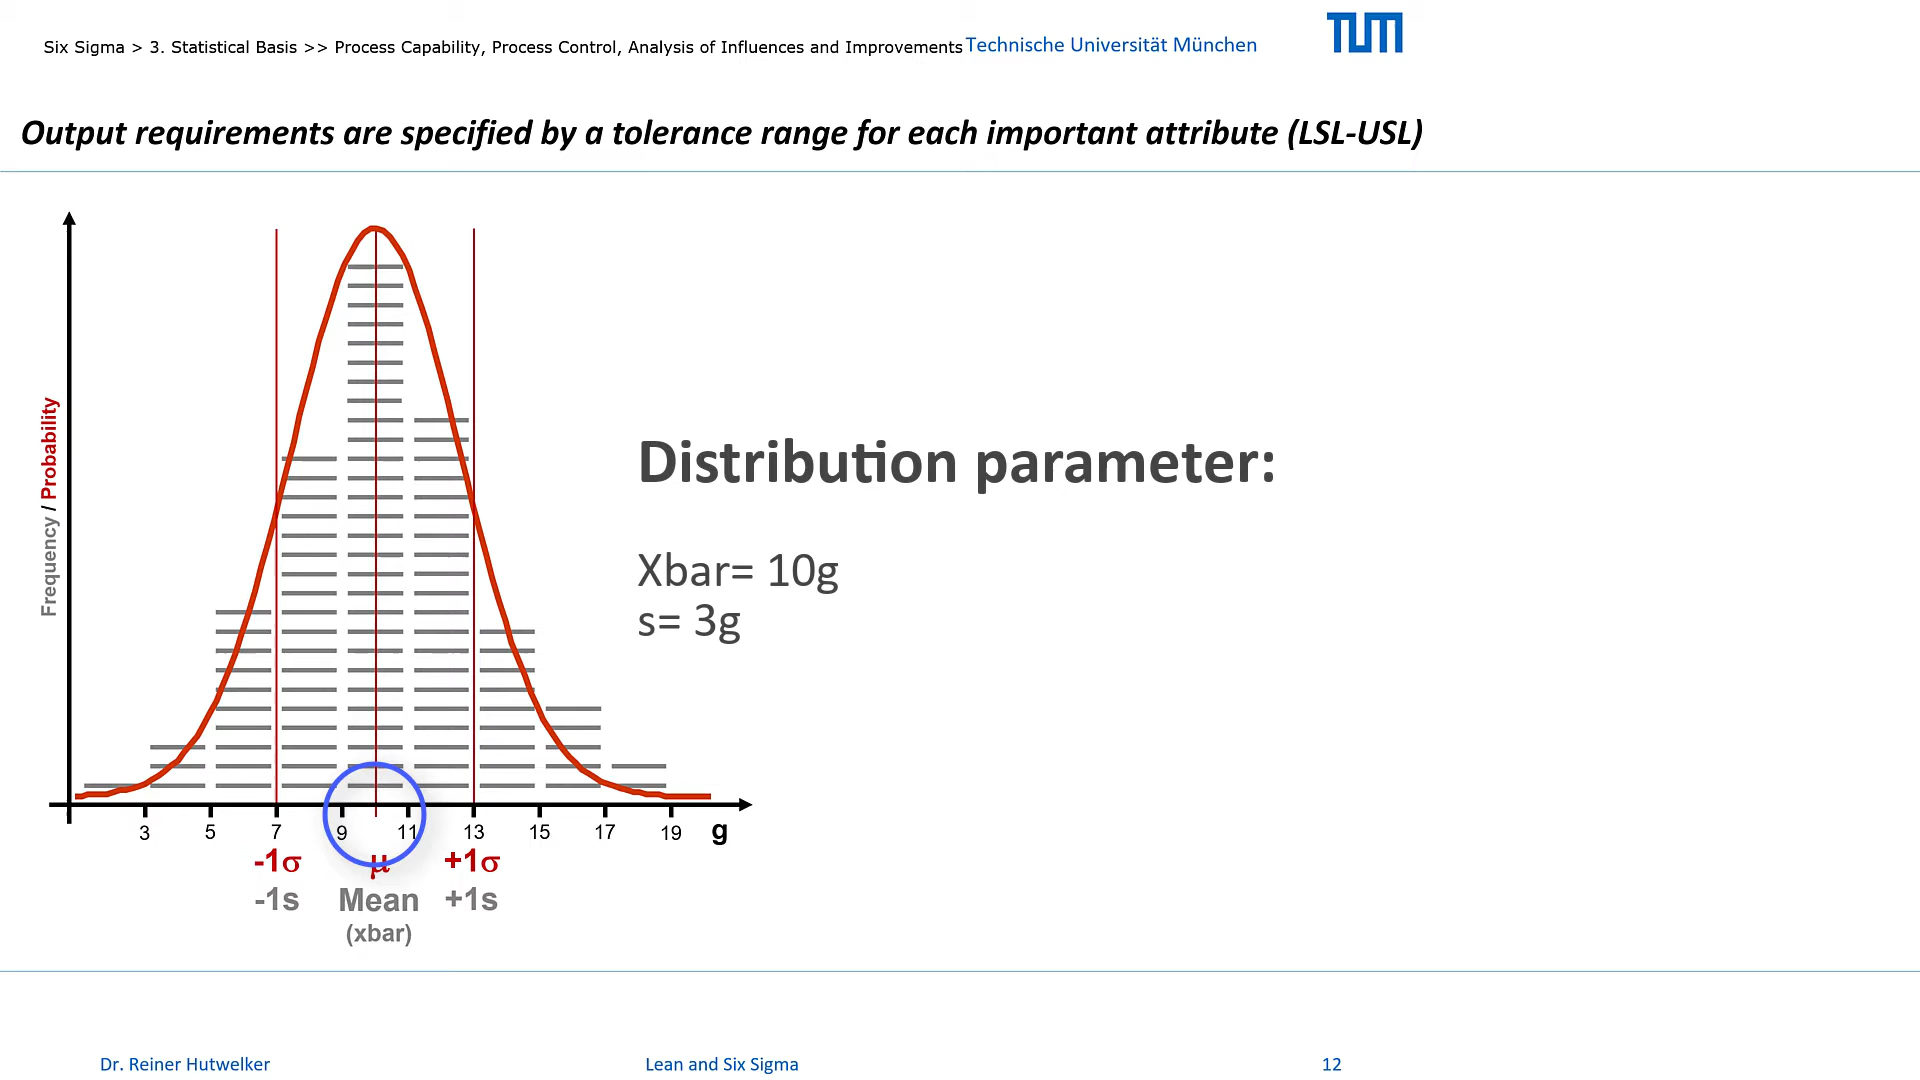 Six Sigma > 3. Statistical Basis >> Process Capability, Process Control, Analysis of Influences and Improvements
Technische Universität München
TUM
Output requirements are specified by a tolerance range for each important attribute (LSL-USL)
Frequency / Probability
Distribution parameter:
Xbar= 10g
s= 3g
3 5 7 9 11 13 15 17 19 g
-1σ μ +1σ
-1s Mean +1s
(xbar)
Dr. Reiner Hutwelker
Lean and Six Sigma
12